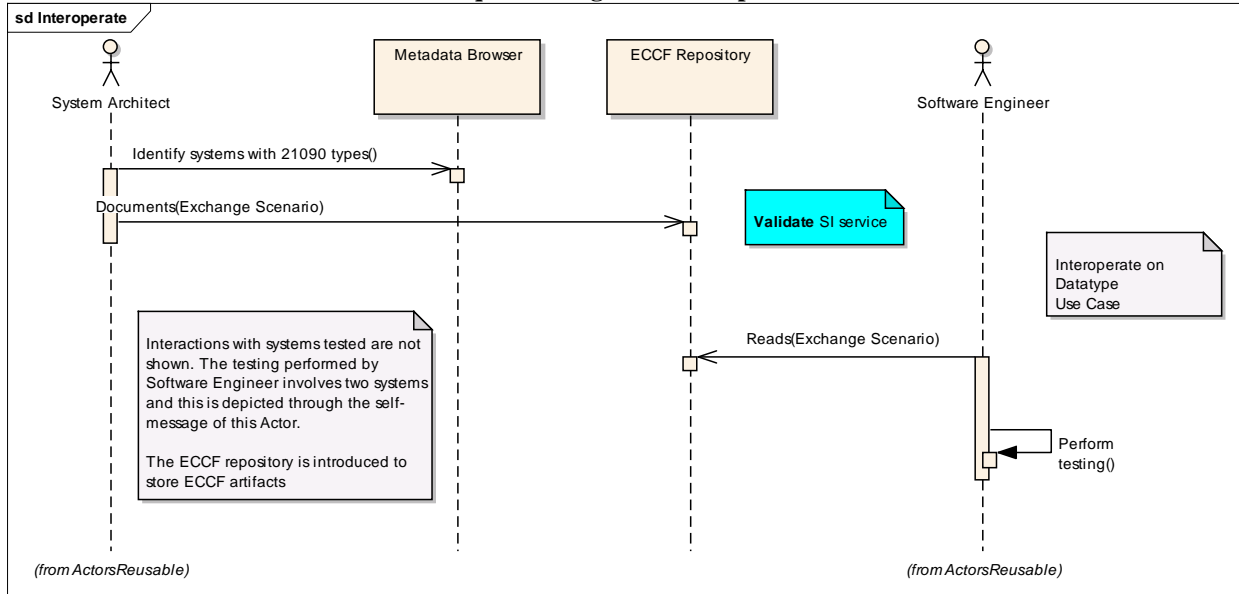 sd Interoperate
Metadata Browser
ECCF Repository
System Architect
Software Engineer
Identify systems with 21090 types()
Documents(Exchange Scenario)
Validate SI service
Interoperate on
Datatype
Use Case
Interactions with systems tested are not
shown. The testing performed by
Software Engineer involves two systems
and this is depicted through the self-
message of this Actor.
The ECCF repository is introduced to
store ECCF artifacts
Reads(Exchange Scenario)
Perform
testing()
(from ActorsReusable)
(from ActorsReusable)